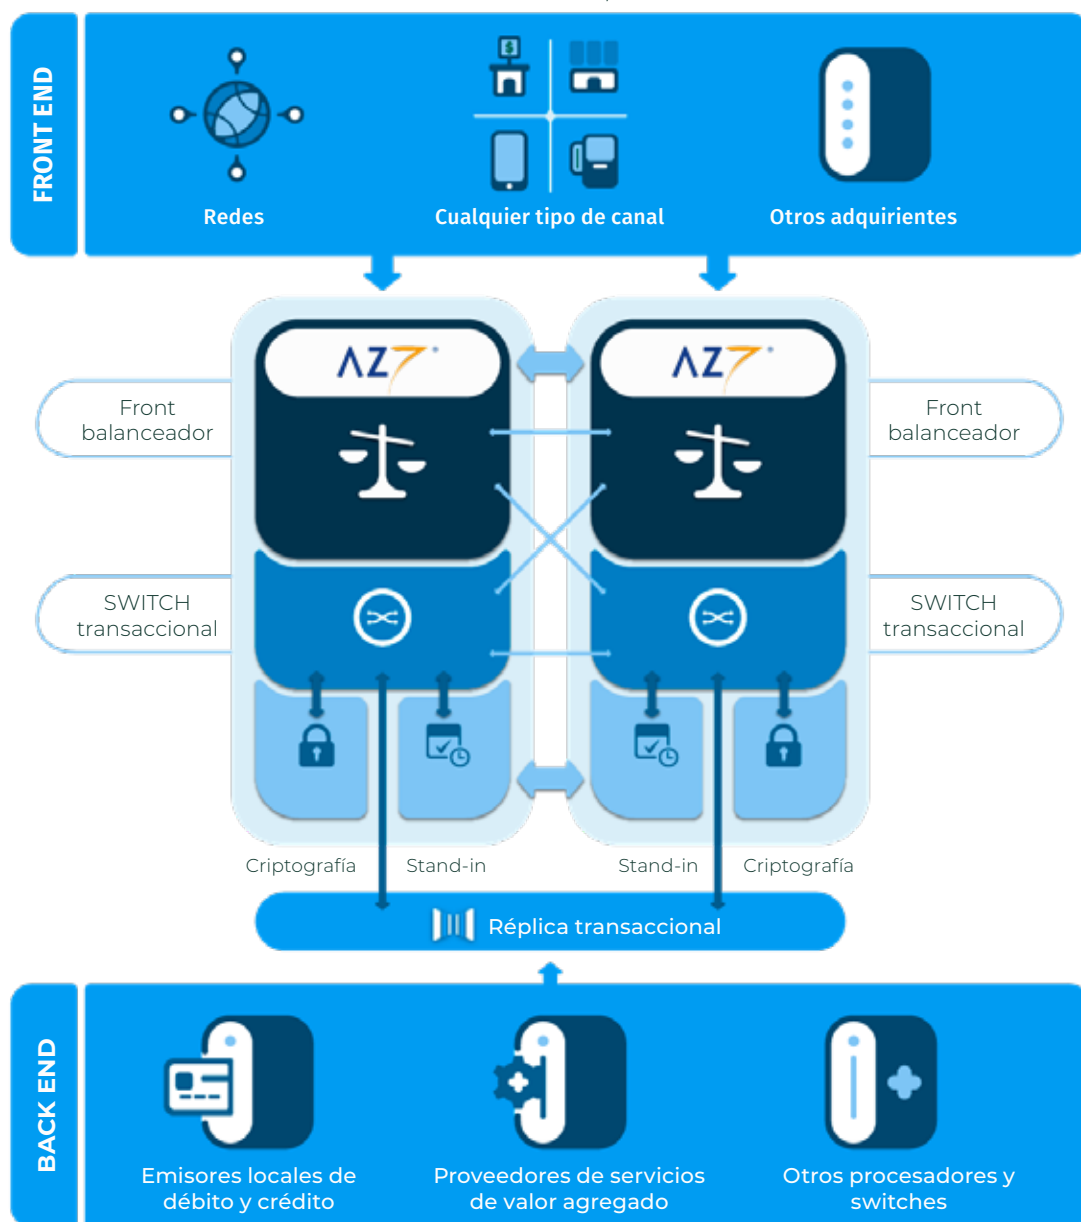 FRONT END
$
Redes
Cualquier tipo de canal
Otros adquirientes
AZ7®
AZ7®
Front
balanceador
Front
balanceador
SWITCH
transaccional
SWITCH
transaccional
Criptografía
Stand-in
Stand-in
Criptografía
Réplica transaccional
BACK END
Emisores locales de
débito y crédito
Proveedores de servicios
de valor agregado
Otros procesadores y
switches